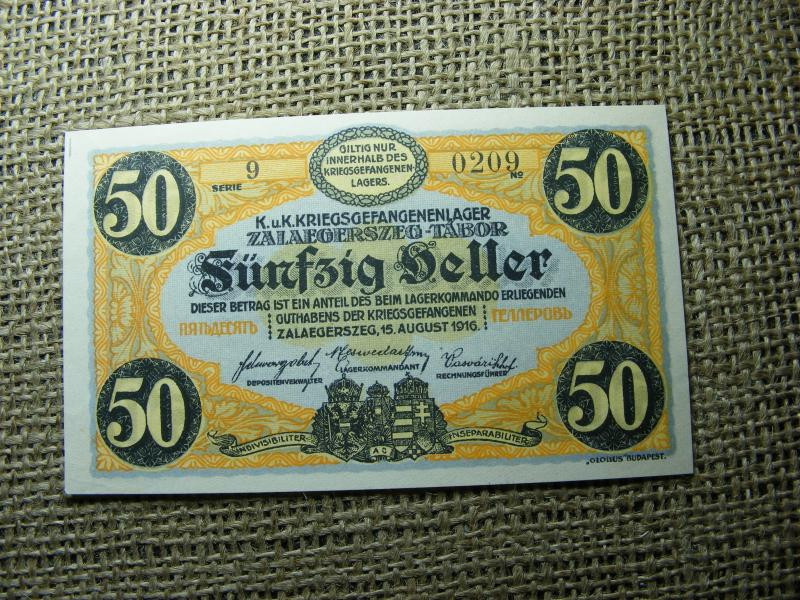 50
9
SERIE
GILTIG NUR
INNERHALB DES
KRIEGSGEFANGENEN-
LAGERS.
0209
№
50
K.u.K.KRIEGSGEFANGENENLAGER
ZALAEGERSZEG-TÁBOR
Fünfzig Heller
DIESER BETRAG IST EIN ANTEIL DES BEIM LAGERKOMMANDO ERLIEGENDEN
GUTHABENS DER KRIEGSGEFANGENEN
ПЯТЬДЕСЯТЬ
ГЕЛЛЕРОВЪ
ZALAEGERSZEG, 15. AUGUST 1916.
DEPOSITENVERWALTER
LAGERKOMMANDANT
RECHNUNGSFÜHRER
50
50
INDIVISIBILITER
AC
INSEPARABILITER
„GLOBUS" BUDAPEST.